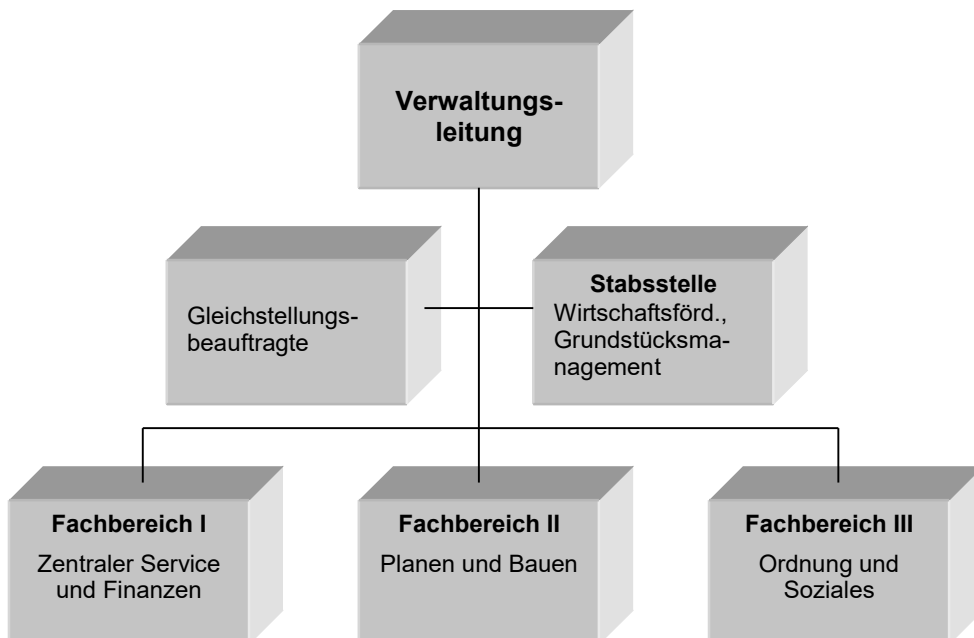 Verwaltungs-
leitung
Gleichstellungs-
beauftragte
Stabsstelle
Wirtschaftsförd.,
Grundstücksma-
nagement
Fachbereich I
Zentraler Service
und Finanzen
Fachbereich II
Planen und Bauen
Fachbereich III
Ordnung und
Soziales